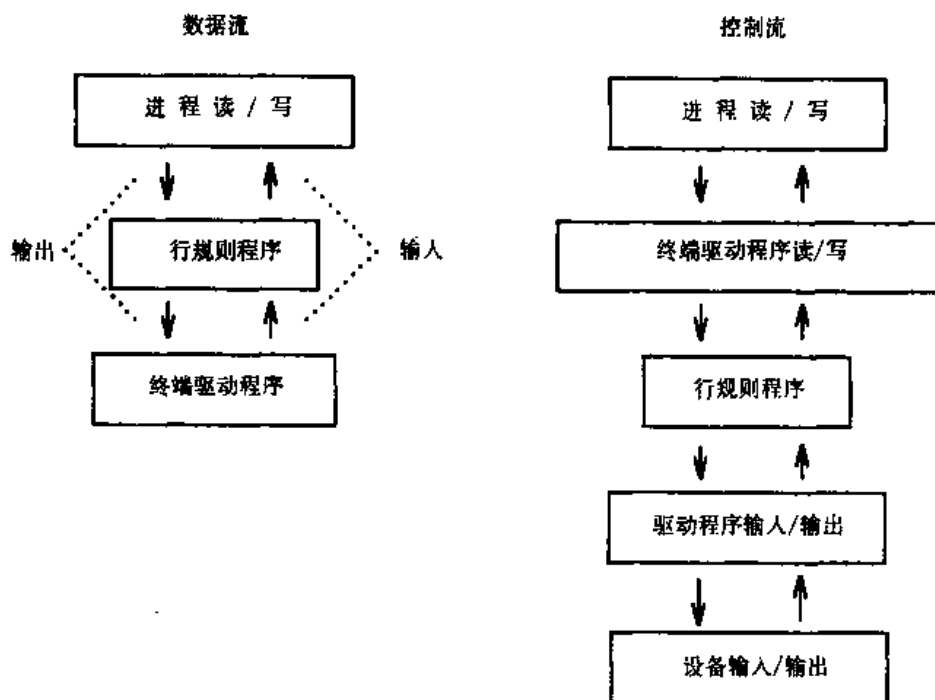 数据流
进程读/写
输出
行规则程序
输入
终端驱动程序
控制流
进程读/写
终端驱动程序读/写
行规则程序
驱动程序输入/输出
设备输入/输出